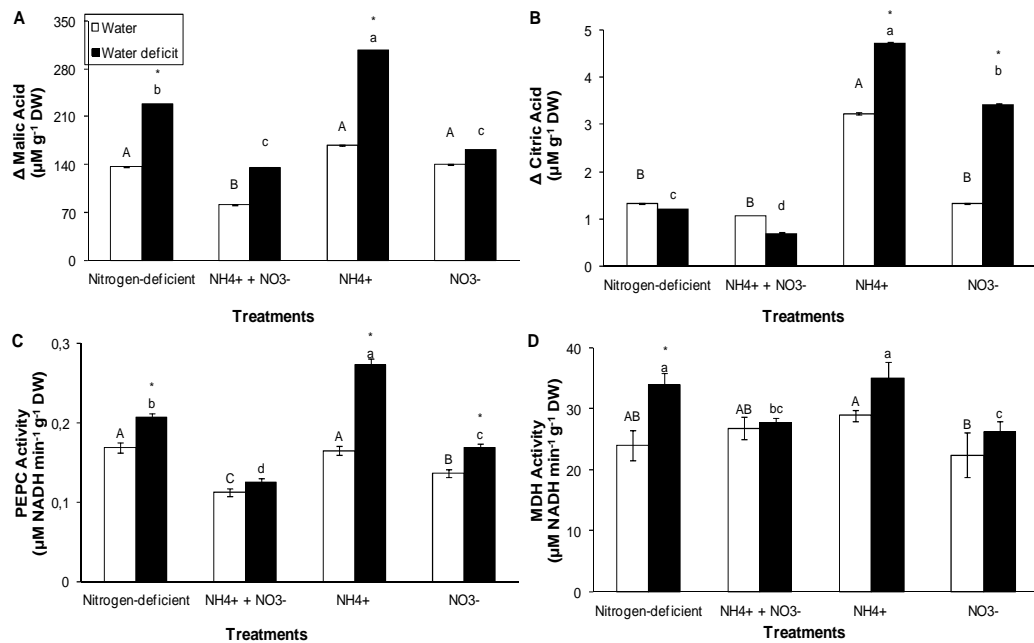 A
Δ Malic Acid
(µM g-1 DW)
350
280
210
140
70
0
Water
Water deficit
A
*
b
B
c
A
*
a
A
c
Nitrogen-deficient NH4+ + NO3- NH4+ NO3-
Treatments
B
Δ Citric Acid
(µM g-1 DW)
5
4
3
2
1
0
B
c
B
d
A
*
a
B
*
b
Nitrogen-deficient NH4+ + NO3- NH4+ NO3-
Treatments
C
PEPC Activity
(µM NADH min-1 g-1 DW)
0,3
0,2
0,1
0
A
*
b
C
d
A
*
a
B
*
c
Nitrogen-deficient NH4+ + NO3- NH4+ NO3-
Treatments
D
MDH Activity
(µM NADH min-1 g-1 DW)
40
30
20
10
0
AB
*
a
AB
bc
A
a
B
c
Nitrogen-deficient NH4+ + NO3- NH4+ NO3-
Treatments